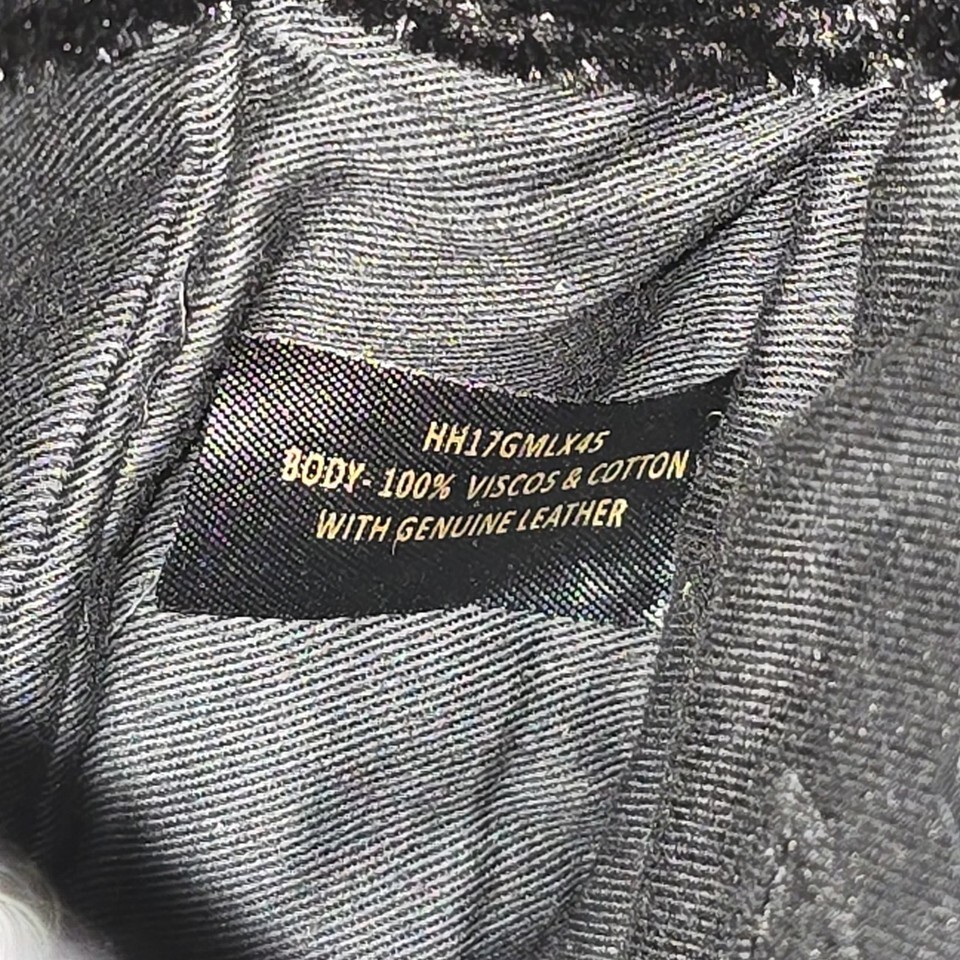 HH17GMLX45
BODY- 100% VISCOS & COTTON
WITH GENUINE LEATHER